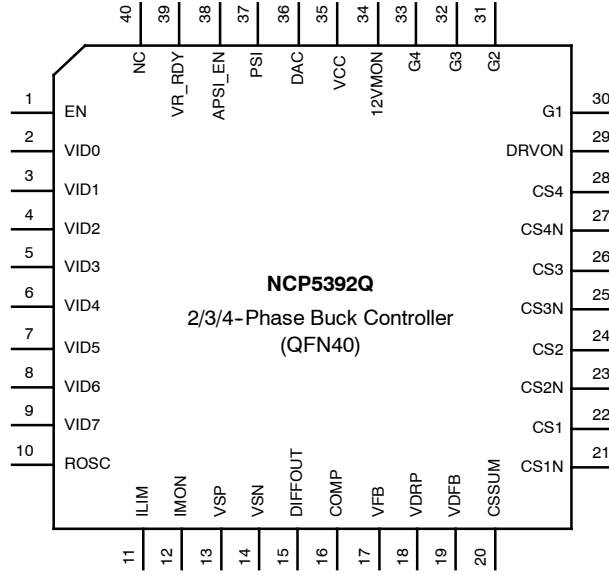 40 39 38 37 36 35 34 33 32 31
NC VR_RDY APSI_EN PSI DAC VCC 12VMON G4 G3 G2
1 EN
2 VID0
3 VID1
4 VID2
5 VID3
6 VID4
7 VID5
8 VID6
9 VID7
10 ROSC
NCP5392Q
2/3/4-Phase Buck Controller
(QFN40)
G1 30
DRVON 29
CS4 28
CS4N 27
CS3 26
CS3N 25
CS2 24
CS2N 23
CS1 22
CS1N 21
ILIM IMON VSP VSN DIFFOUT COMP VFB VDRP VDFB CSSUM
11 12 13 14 15 16 17 18 19 20